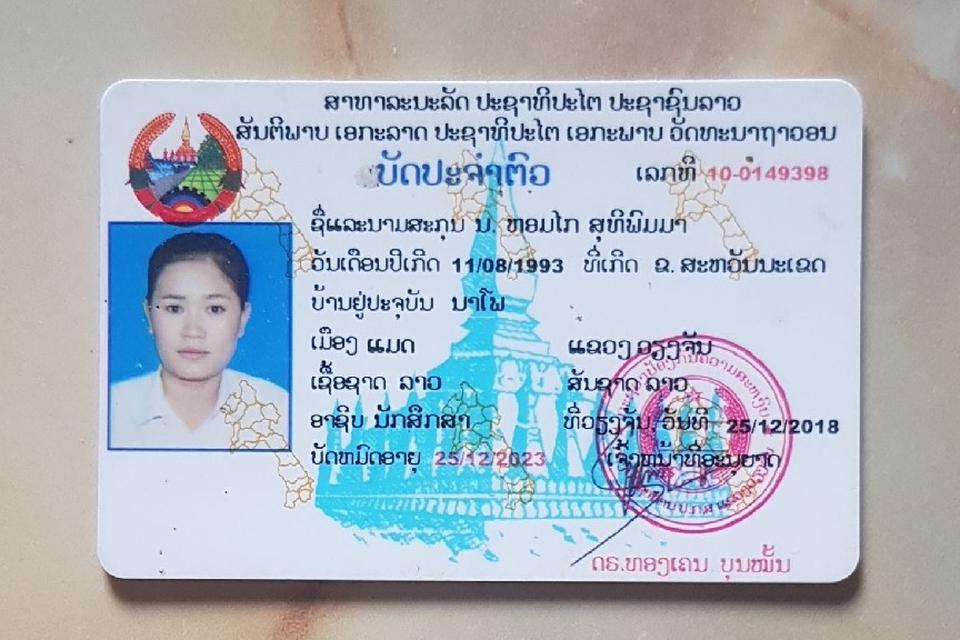 ສາທາລະນະລັດ ປະຊາທິປະໄຕ ປະຊາຊົນລາວ
ສັນຕິພາບ ເອກະລາດ ປະຊາທິປະໄຕ ເອກະພາບ ວັດທະນາຖາວອນ
ບັດປະຈຳຕົວ ເລກທີ 10-0149398
ຊື່ແລະນາມສະກຸນ ນ. ຫອມໄກ ສຸທິພົມມາ
ວັນເດືອນປີເກີດ 11/08/1993 ທີ່ເກີດ ຂ. ສະຫວັນນະເຂດ
ບ້ານຢູ່ປະຈຸບັນ ນາໂພ
ເມືອງ ແມດ ແຂວງ ວຽງຈັນ
ເຊື້ອຊາດ ລາວ ສັນຊາດ ລາວ
ອາຊິບ ນັກສຶກສາ ທີ່ວຽງຈັນ, ວັນທີ 25/12/2018
ບັດຫມົດອາຍຸ 25/12/2023 ເຈົ້າຫນ້າທີ່ອະນຸຍາດ
ດຣ.ທອງເຄນ ບຸນໝັ້ນ